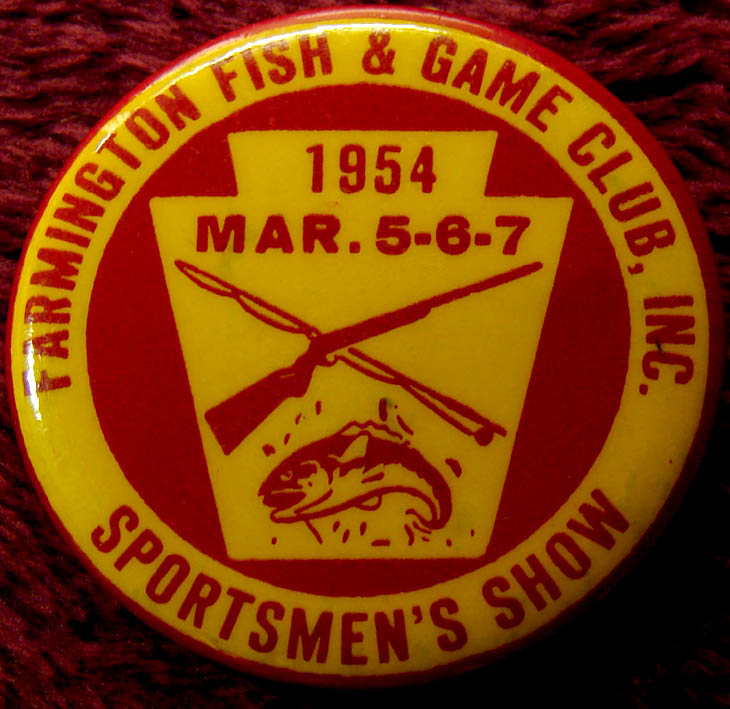 FARMINGTON FISH & GAME CLUB, INC.
1954
MAR. 5-6-7
SPORTSMEN'S SHOW